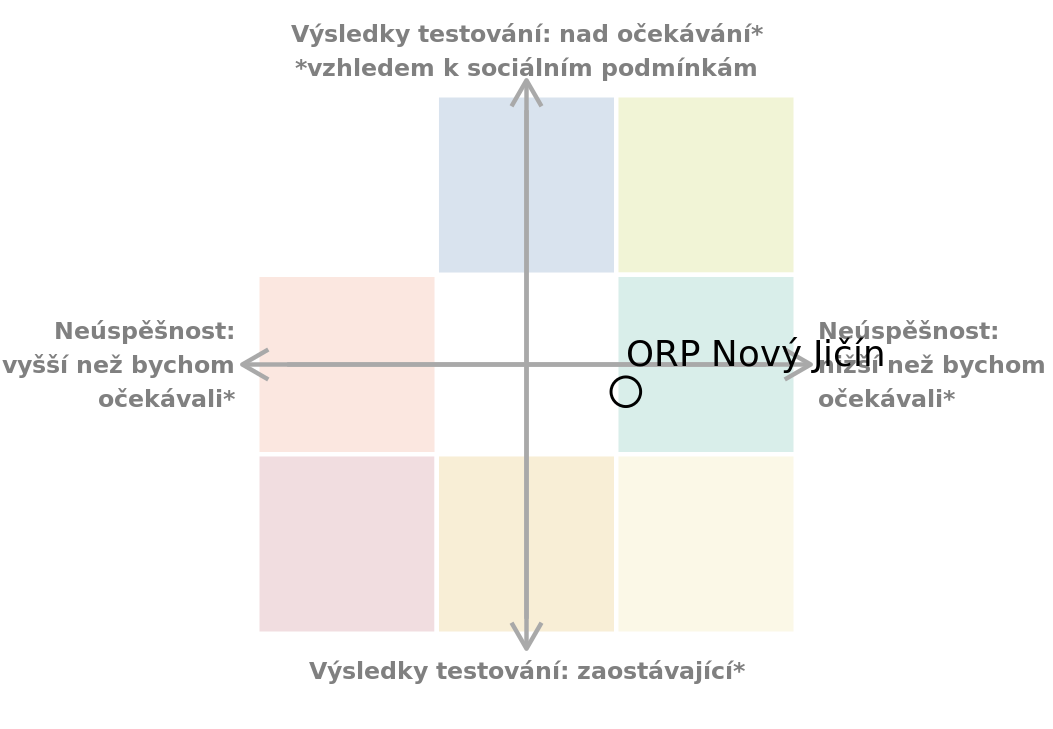 Výsledky testování: nad očekávání*
*vzhledem k sociálním podmínkám
Neúspěšnost:
vyšší než bychom
očekávali*
ORP Nový Jičín
Neúspěšnost:
nižší než bychom
očekávali*
Výsledky testování: zaostávající*